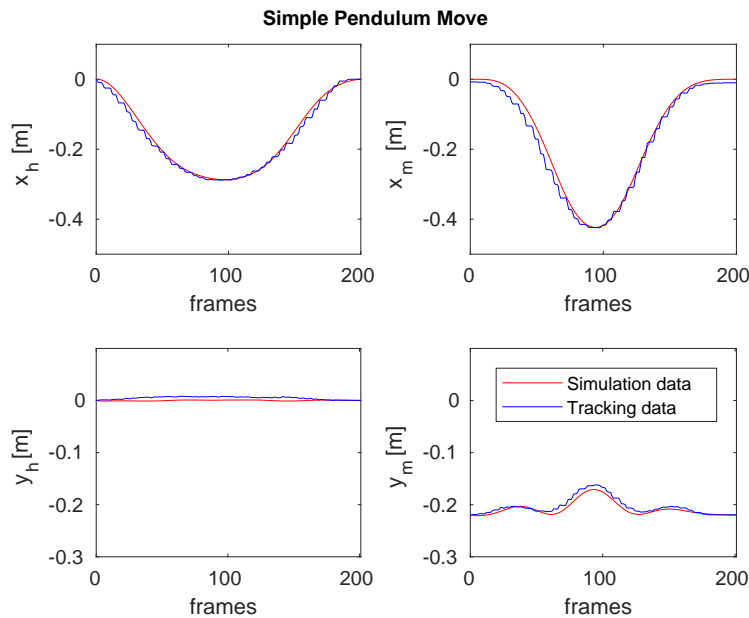 Simple Pendulum Move
0
-0.2
-0.4
x_h [m]
0
100
200
frames
0
-0.2
-0.4
x_m [m]
0
100
200
frames
0
-0.1
-0.2
-0.3
y_h [m]
0
100
200
frames
0
-0.1
-0.2
-0.3
y_m [m]
Simulation data
Tracking data
0
100
200
frames